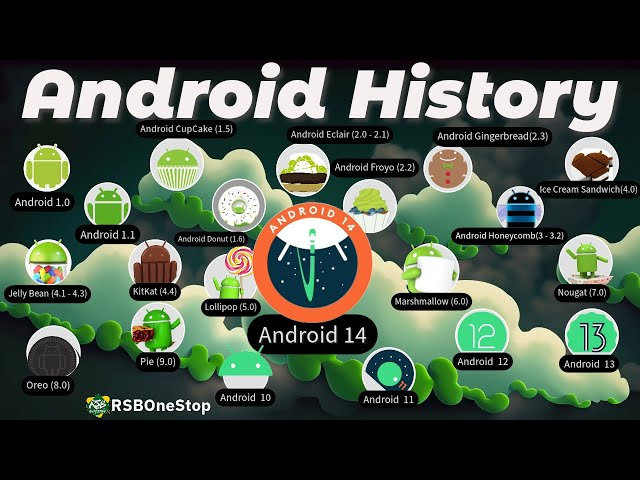 Android History
Android CupCake (1.5)
Android Eclair (2.0 - 2.1)
Android Gingerbread(2.3)
Android Froyo (2.2)
Android 1.0
Android 1.1
Android Donut (1.6)
ANDROID 14
Ice Cream Sandwich(4.0)
Android Honeycomb(3 - 3.2)
Jelly Bean (4.1 - 4.3)
KitKat (4.4)
Lollipop (5.0)
Android 14
Marshmallow (6.0)
Nougat (7.0)
Oreo (8.0)
Pie (9.0)
Android 10
Android 11
12
Android 12
13
Android 13
RSBOneStop